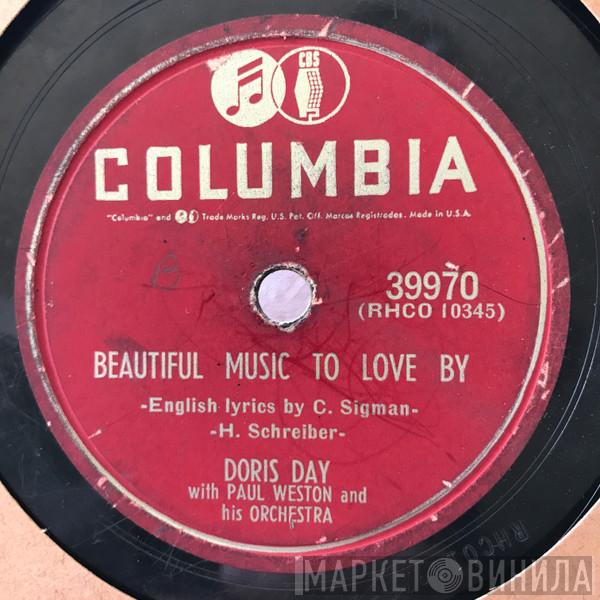 CBS
COLUMBIA
"Columbia" and Trade Marks Reg. U.S. Pat. Off. Marcas Registradas. Made in U.S.A.
B
39970
(RHCO 10345)
BEAUTIFUL MUSIC TO LOVE BY
-English lyrics by C. Sigman-
-H. Schreiber-
DORIS DAY
with PAUL WESTON and
his ORCHESTRA
RHCO
МАРКЕТ ВИНИЛА